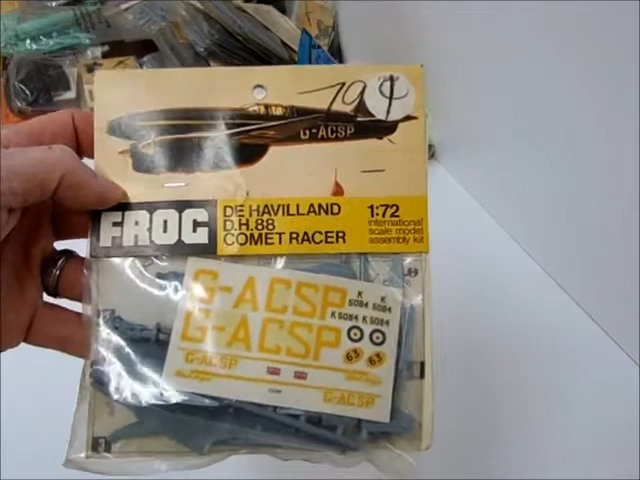 79¢
G-ACSP
FROG
DE HAVILLAND
D.H.88
COMET RACER
1:72
international
scale model
assembly kit
G-ACSP
G-ACSP
K
5084
K
5084
K 5084
K 5084
63
63
G-ACSP
G-ACSP